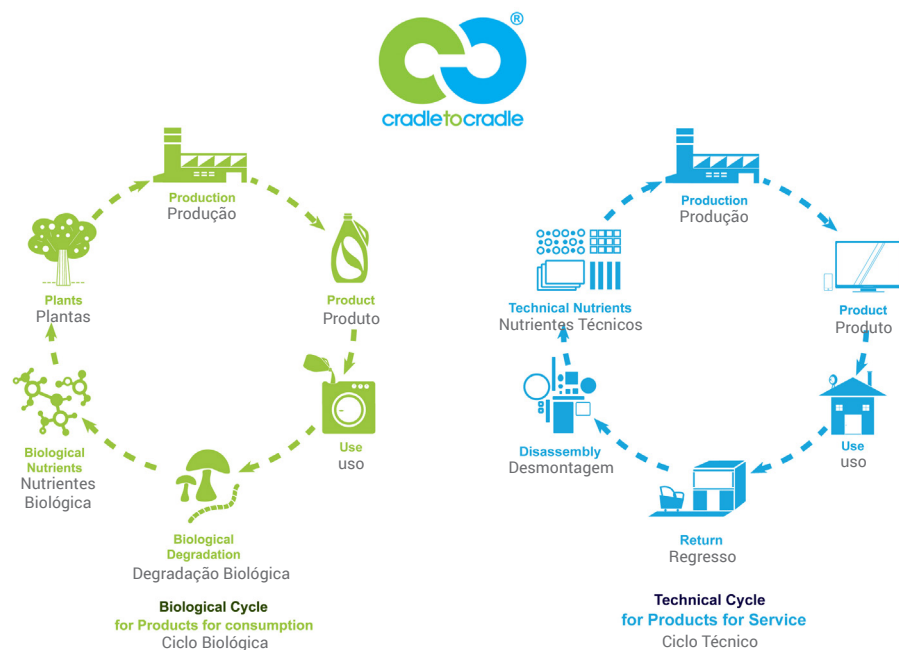 ®
cradletocradle
Production
Produção
Product
Produto
Use
uso
Biological
Degradation
Degradação Biológica
Biological
Nutrients
Nutrientes
Biológica
Plants
Plantas
Biological Cycle
for Products for consumption
Ciclo Biológica
Production
Produção
Product
Produto
Use
uso
Return
Regresso
Disassembly
Desmontagem
Technical Nutrients
Nutrientes Técnicos
Technical Cycle
for Products for Service
Ciclo Técnico